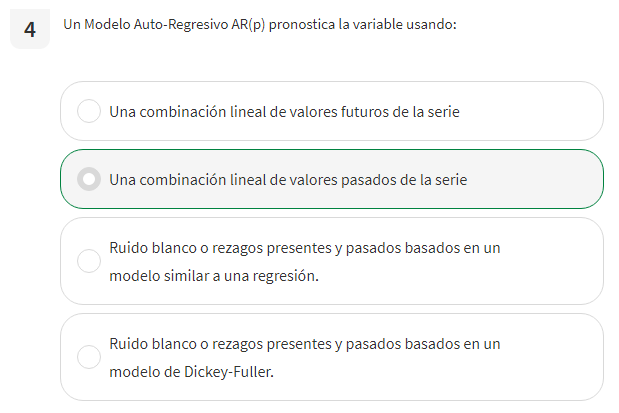 4
Un Modelo Auto-Regresivo AR(p) pronostica la variable usando:
Una combinación lineal de valores futuros de la serie
Una combinación lineal de valores pasados de la serie
Ruido blanco o rezagos presentes y pasados basados en un
modelo similar a una regresión.
Ruido blanco o rezagos presentes y pasados basados en un
modelo de Dickey-Fuller.